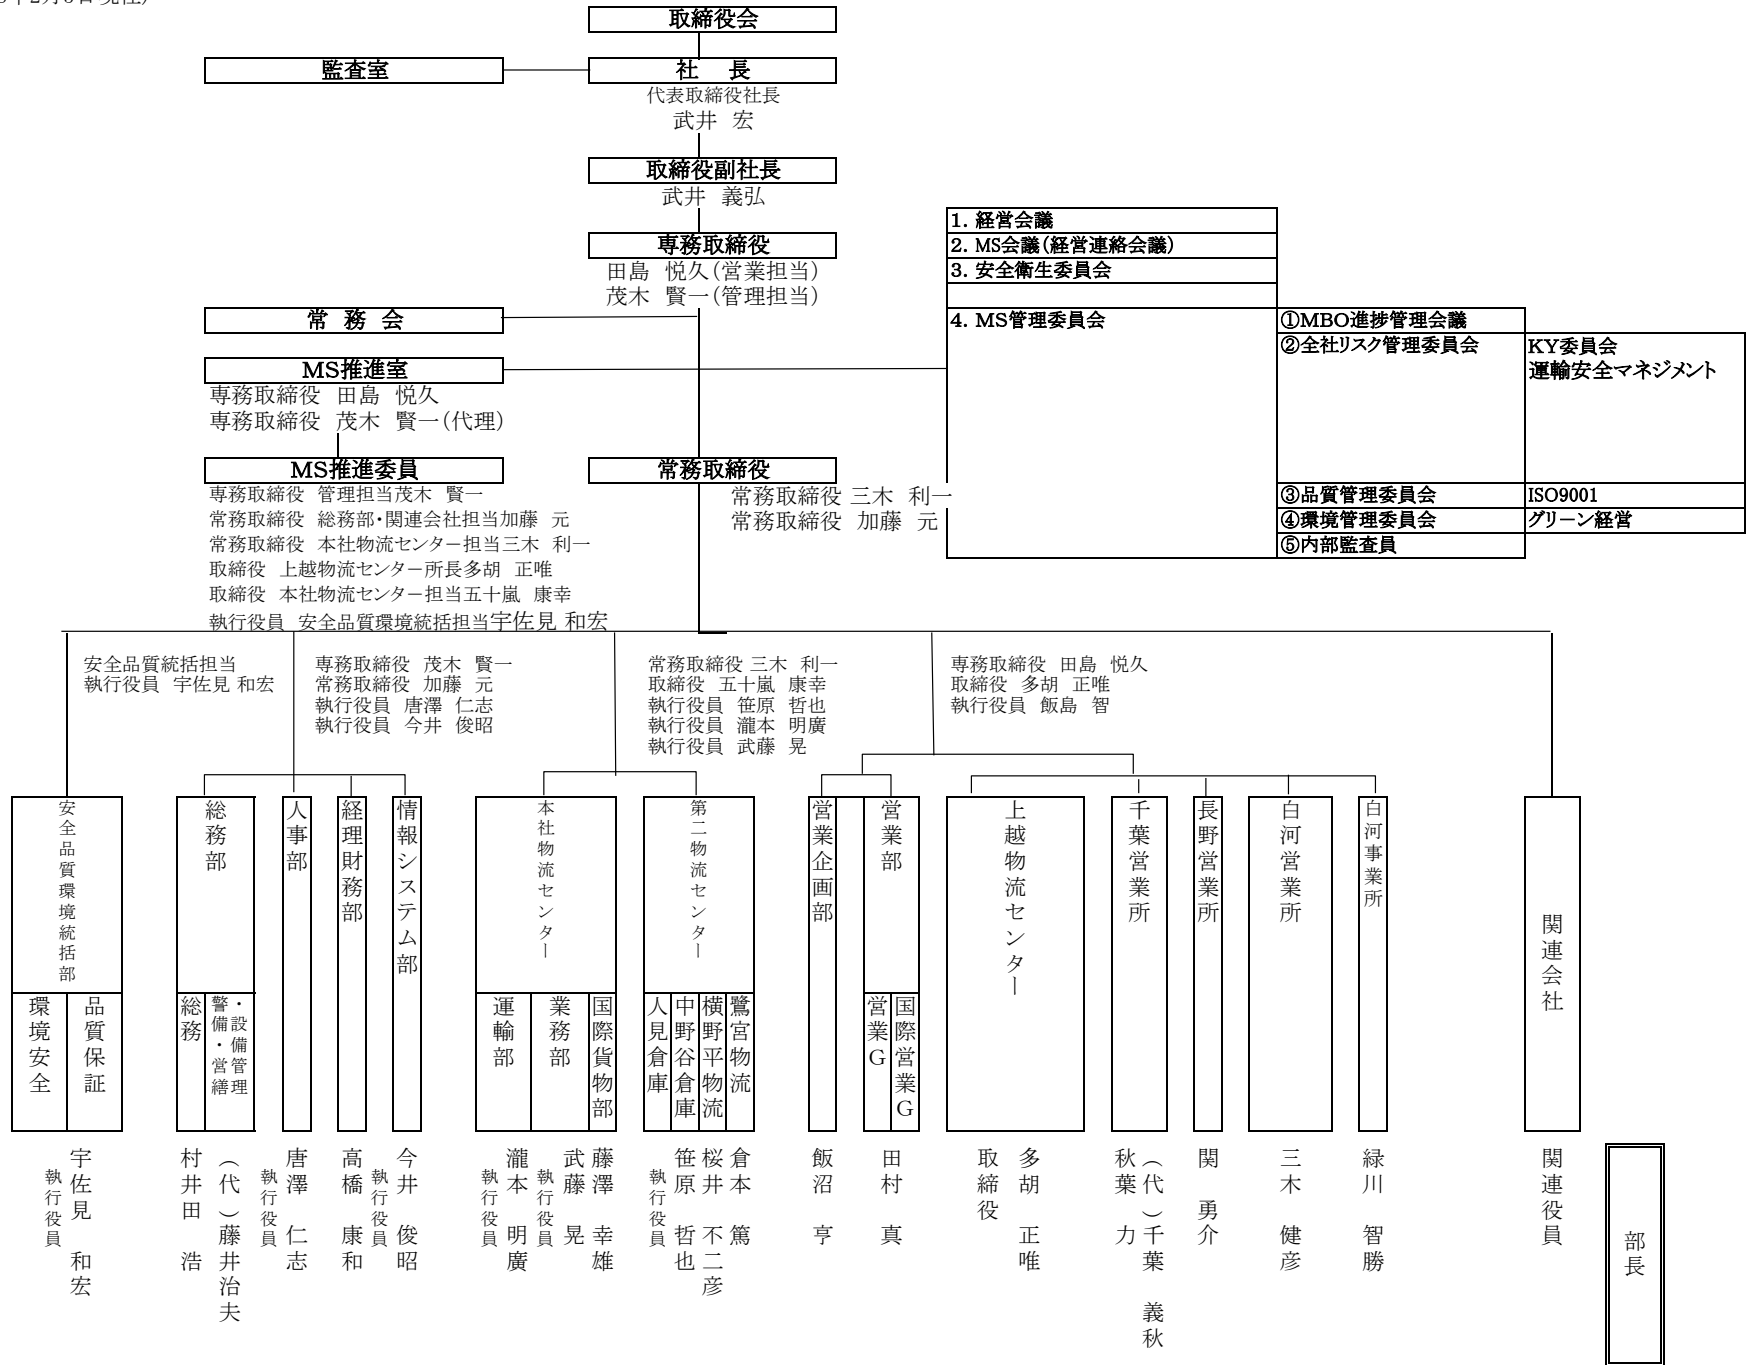 年2月6日現在)
取締役会
監査室
社　長
代表取締役社長
武井　宏
取締役副社長
武井　義弘
専務取締役
田島　悦久(営業担当)
茂木　賢一(管理担当)
1. 経営会議
2. MS会議(経営連絡会議)
3. 安全衛生委員会
4. MS管理委員会
①MBO進捗管理会議
②全社リスク管理委員会
KY委員会
運輸安全マネジメント
③品質管理委員会
ISO9001
④環境管理委員会
グリーン経営
⑤内部監査員
常 務 会
MS推進室
専務取締役　田島　悦久
専務取締役　茂木　賢一(代理)
MS推進委員
専務取締役　管理担当茂木　賢一
常務取締役　総務部・関連会社担当加藤　元
常務取締役　本社物流センター担当三木　利一
取締役　上越物流センター所長多胡　正唯
取締役　本社物流センター担当五十嵐　康幸
執行役員　安全品質環境統括担当宇佐見 和宏
常務取締役
常務取締役 三木　利一
常務取締役　加藤　元
安全品質統括担当
執行役員　宇佐見 和宏
専務取締役　茂木　賢一
常務取締役　加藤　元
執行役員　唐澤　仁志
執行役員　今井　俊昭
常務取締役 三木　利一
取締役　五十嵐　康幸
執行役員　笹原　哲也
執行役員　瀧本　明廣
執行役員　武藤　晃
専務取締役　田島　悦久
取締役　多胡　正唯
執行役員　飯島　智
安全品質環境統括部
環境安全
品質保証
総務部
総務
警備・営繕
・設備管理
人事部
経理財務部
情報システム部
本社物流センター
運輸部
業務部
国際貨物部
第二物流センター
人見倉庫
中野谷倉庫
横野平物流
鷺宮物流
営業企画部
営業部
営業G
国際営業G
上越物流センター
千葉営業所
長野営業所
白河営業所
白河事業所
関連会社
執行役員
宇佐見　和宏
村井田　浩
(代)藤井治夫
執行役員
唐澤　仁志
高橋　康和
執行役員
今井　俊昭
執行役員
瀧本　明廣
執行役員
武藤　晃
藤澤　幸雄
執行役員
笹原　哲也
桜井　不二彦
倉本　篤
飯沼　亨
田村　真
取締役
多胡　正唯
秋葉　力
(代)千葉　義秋
関　勇介
三木　健彦
緑川　智勝
関連役員
部長